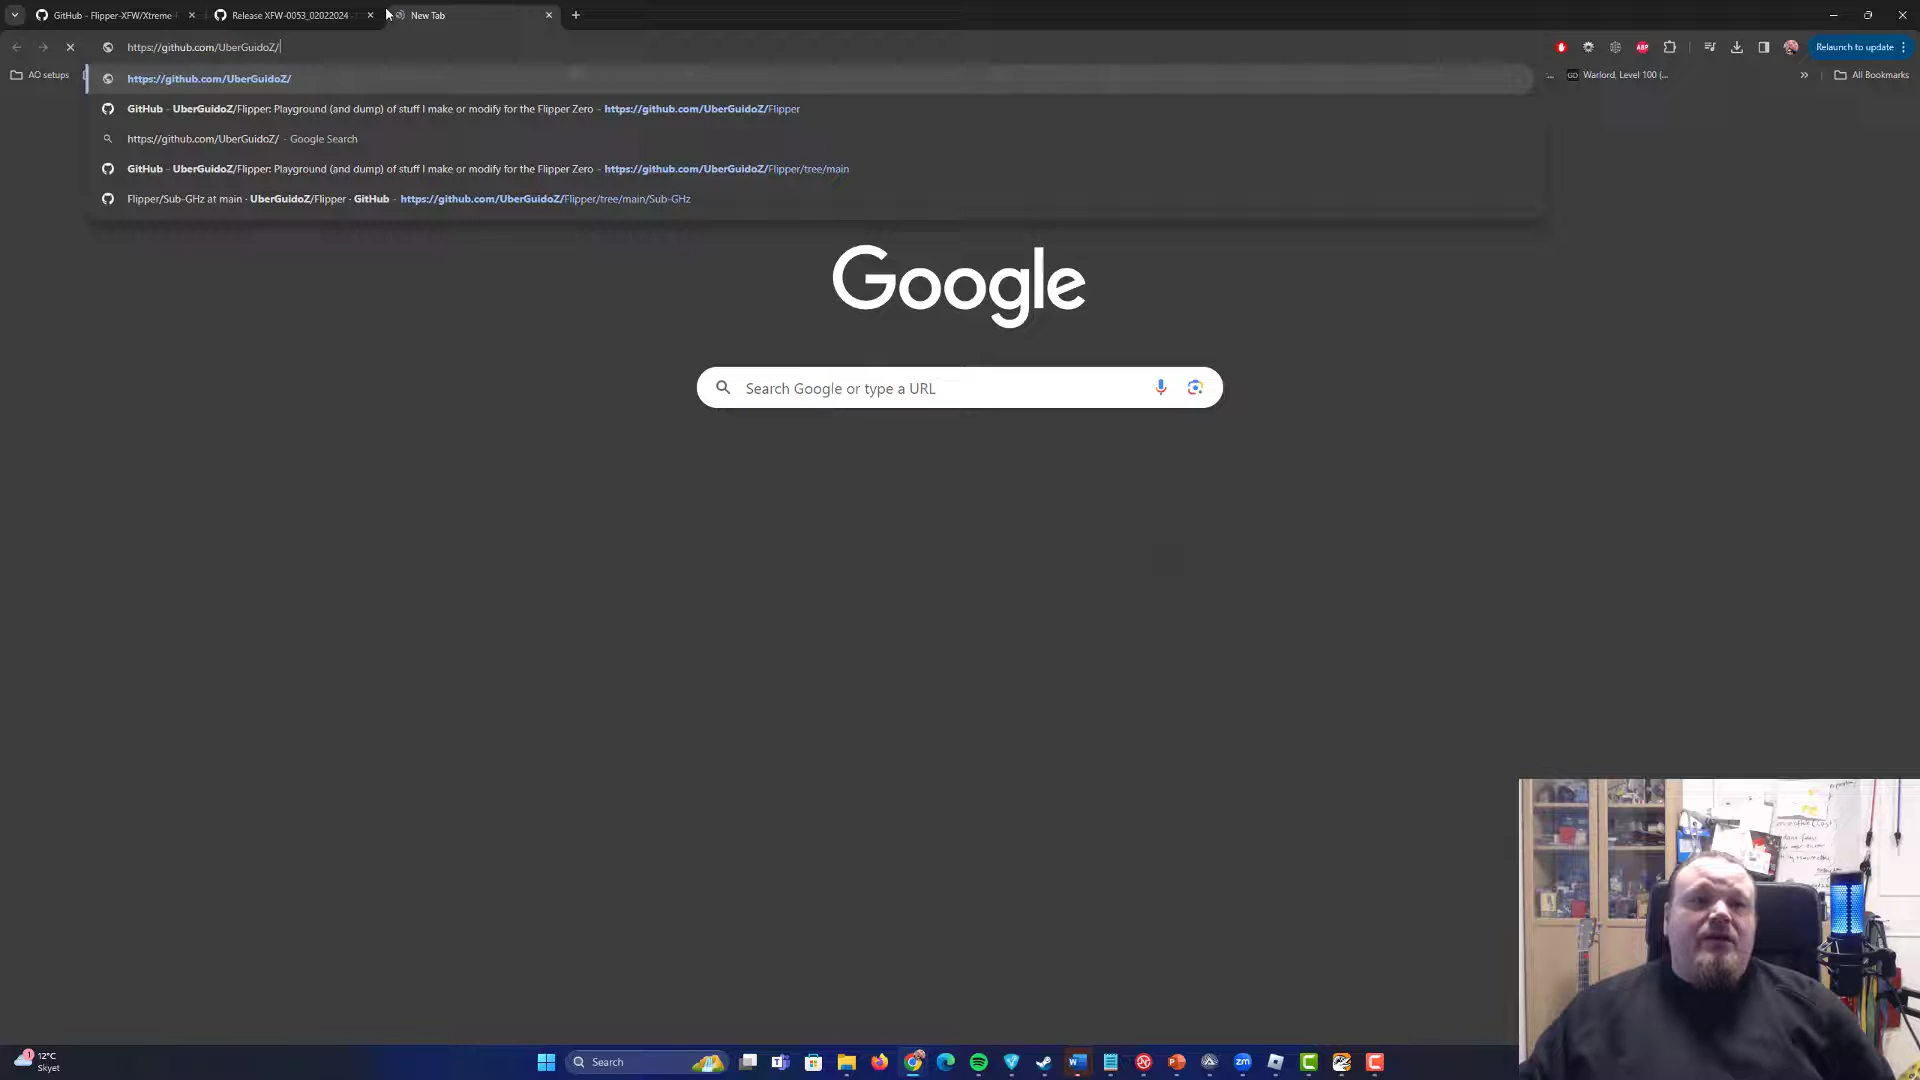 GitHub - Flipper-XFW/Xtreme
Release XFW-0053_02022024
New Tab
https://github.com/UberGuidoZ/
Relaunch to update
AO setups
Warlord, Level 100 (...
All Bookmarks
https://github.com/UberGuidoZ/
GitHub - UberGuidoZ/Flipper: Playground (and dump) of stuff I make or modify for the Flipper Zero - https://github.com/UberGuidoZ/Flipper
https://github.com/UberGuidoZ/ - Google Search
GitHub - UberGuidoZ/Flipper: Playground (and dump) of stuff I make or modify for the Flipper Zero - https://github.com/UberGuidoZ/Flipper/tree/main
Flipper/Sub-GHz at main · UberGuidoZ/Flipper · GitHub - https://github.com/UberGuidoZ/Flipper/tree/main/Sub-GHz
Google
Search Google or type a URL
12°C
Skyet
Search